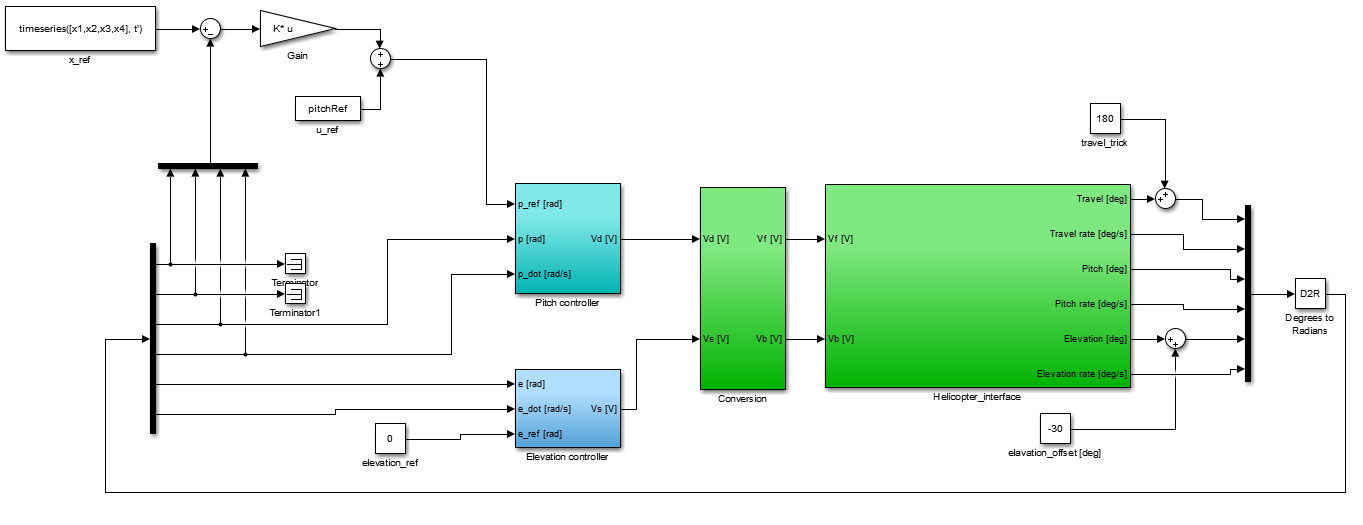 timeseries([x1,x2,x3,x4], t')
x_ref
+
−
K* u
Gain
+
+
pitchRef
u_ref
180
travel_trick
+
+
p_ref [rad]
p [rad]
p_dot [rad/s]
Vd [V]
Pitch controller
Vd [V]
Vs [V]
Vf [V]
Vb [V]
Conversion
Vf [V]
Vb [V]
Travel [deg]
Travel rate [deg/s]
Pitch [deg]
Pitch rate [deg/s]
Elevation [deg]
Elevation rate [deg/s]
Helicopter_interface
+
+
D2R
Degrees to
Radians
Terminator
Terminator1
e [rad]
e_dot [rad/s]
e_ref [rad]
Vs [V]
Elevation controller
0
elevation_ref
-30
elavation_offset [deg]